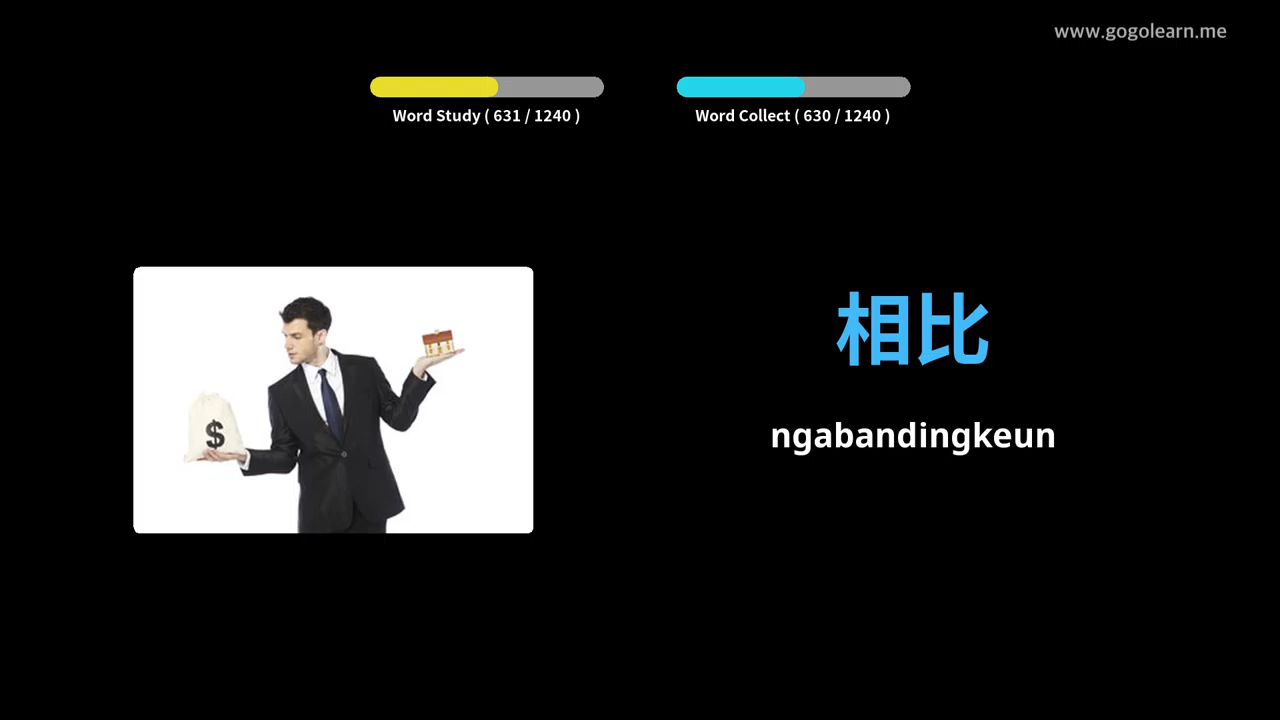 www.gogolearn.me
Word Study ( 631 / 1240 )
Word Collect ( 630 / 1240 )
$
相比
ngabandingkeun